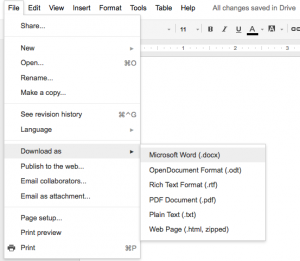 File Edit View Insert Format Tools Table Help All changes saved in Drive
Share...
11 B I U A A
1 2 3
New
Open... ⌘O
Rename...
Make a copy...
See revision history ⌘^G
Language
Download as
Microsoft Word (.docx)
Publish to the web...
OpenDocument Format (.odt)
Email collaborators...
Rich Text Format (.rtf)
Email as attachment...
PDF Document (.pdf)
Plain Text (.txt)
Page setup...
Web Page (.html, zipped)
Print preview
Print ⌘P